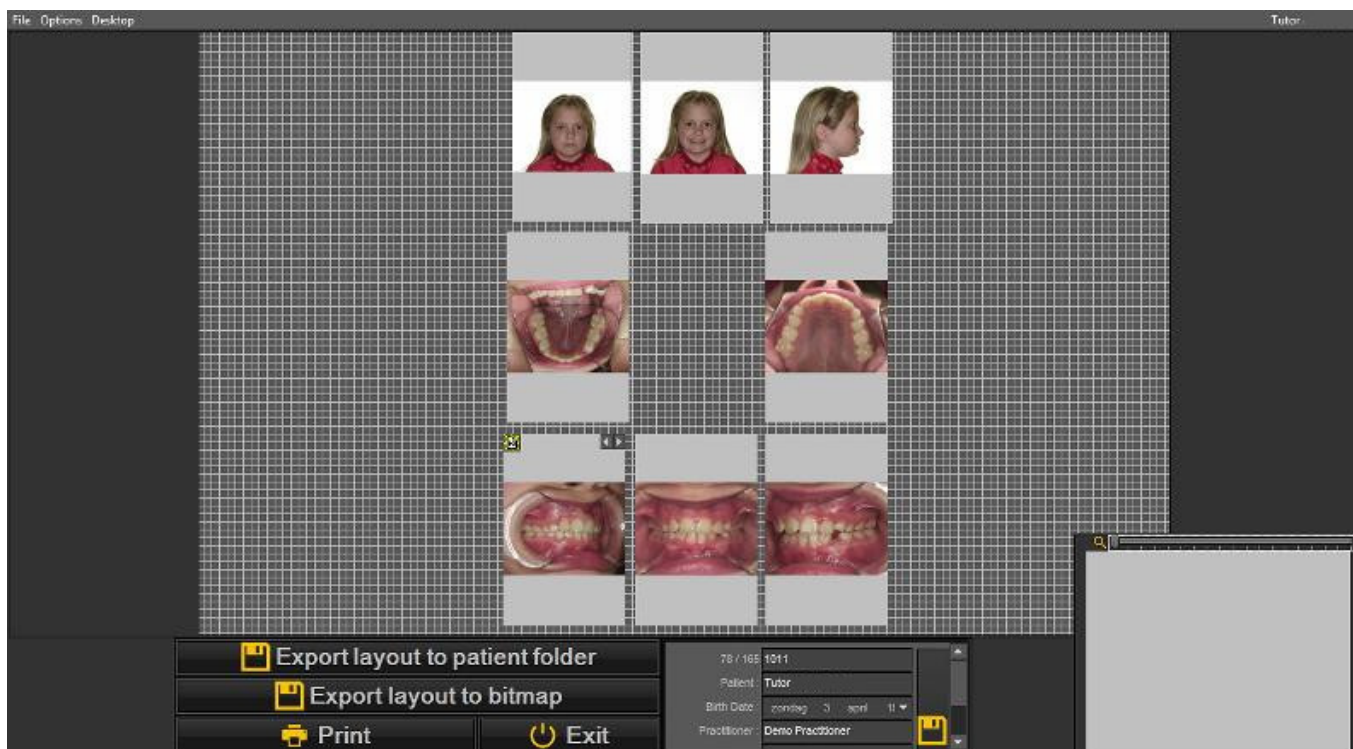 File Options Desktop
Tutor
Export layout to patient folder
Export layout to bitmap
Print
Exit
78 / 165 1011
Patient Tutor
Birth Date zondag 3 april
Practitioner Demo Practitioner